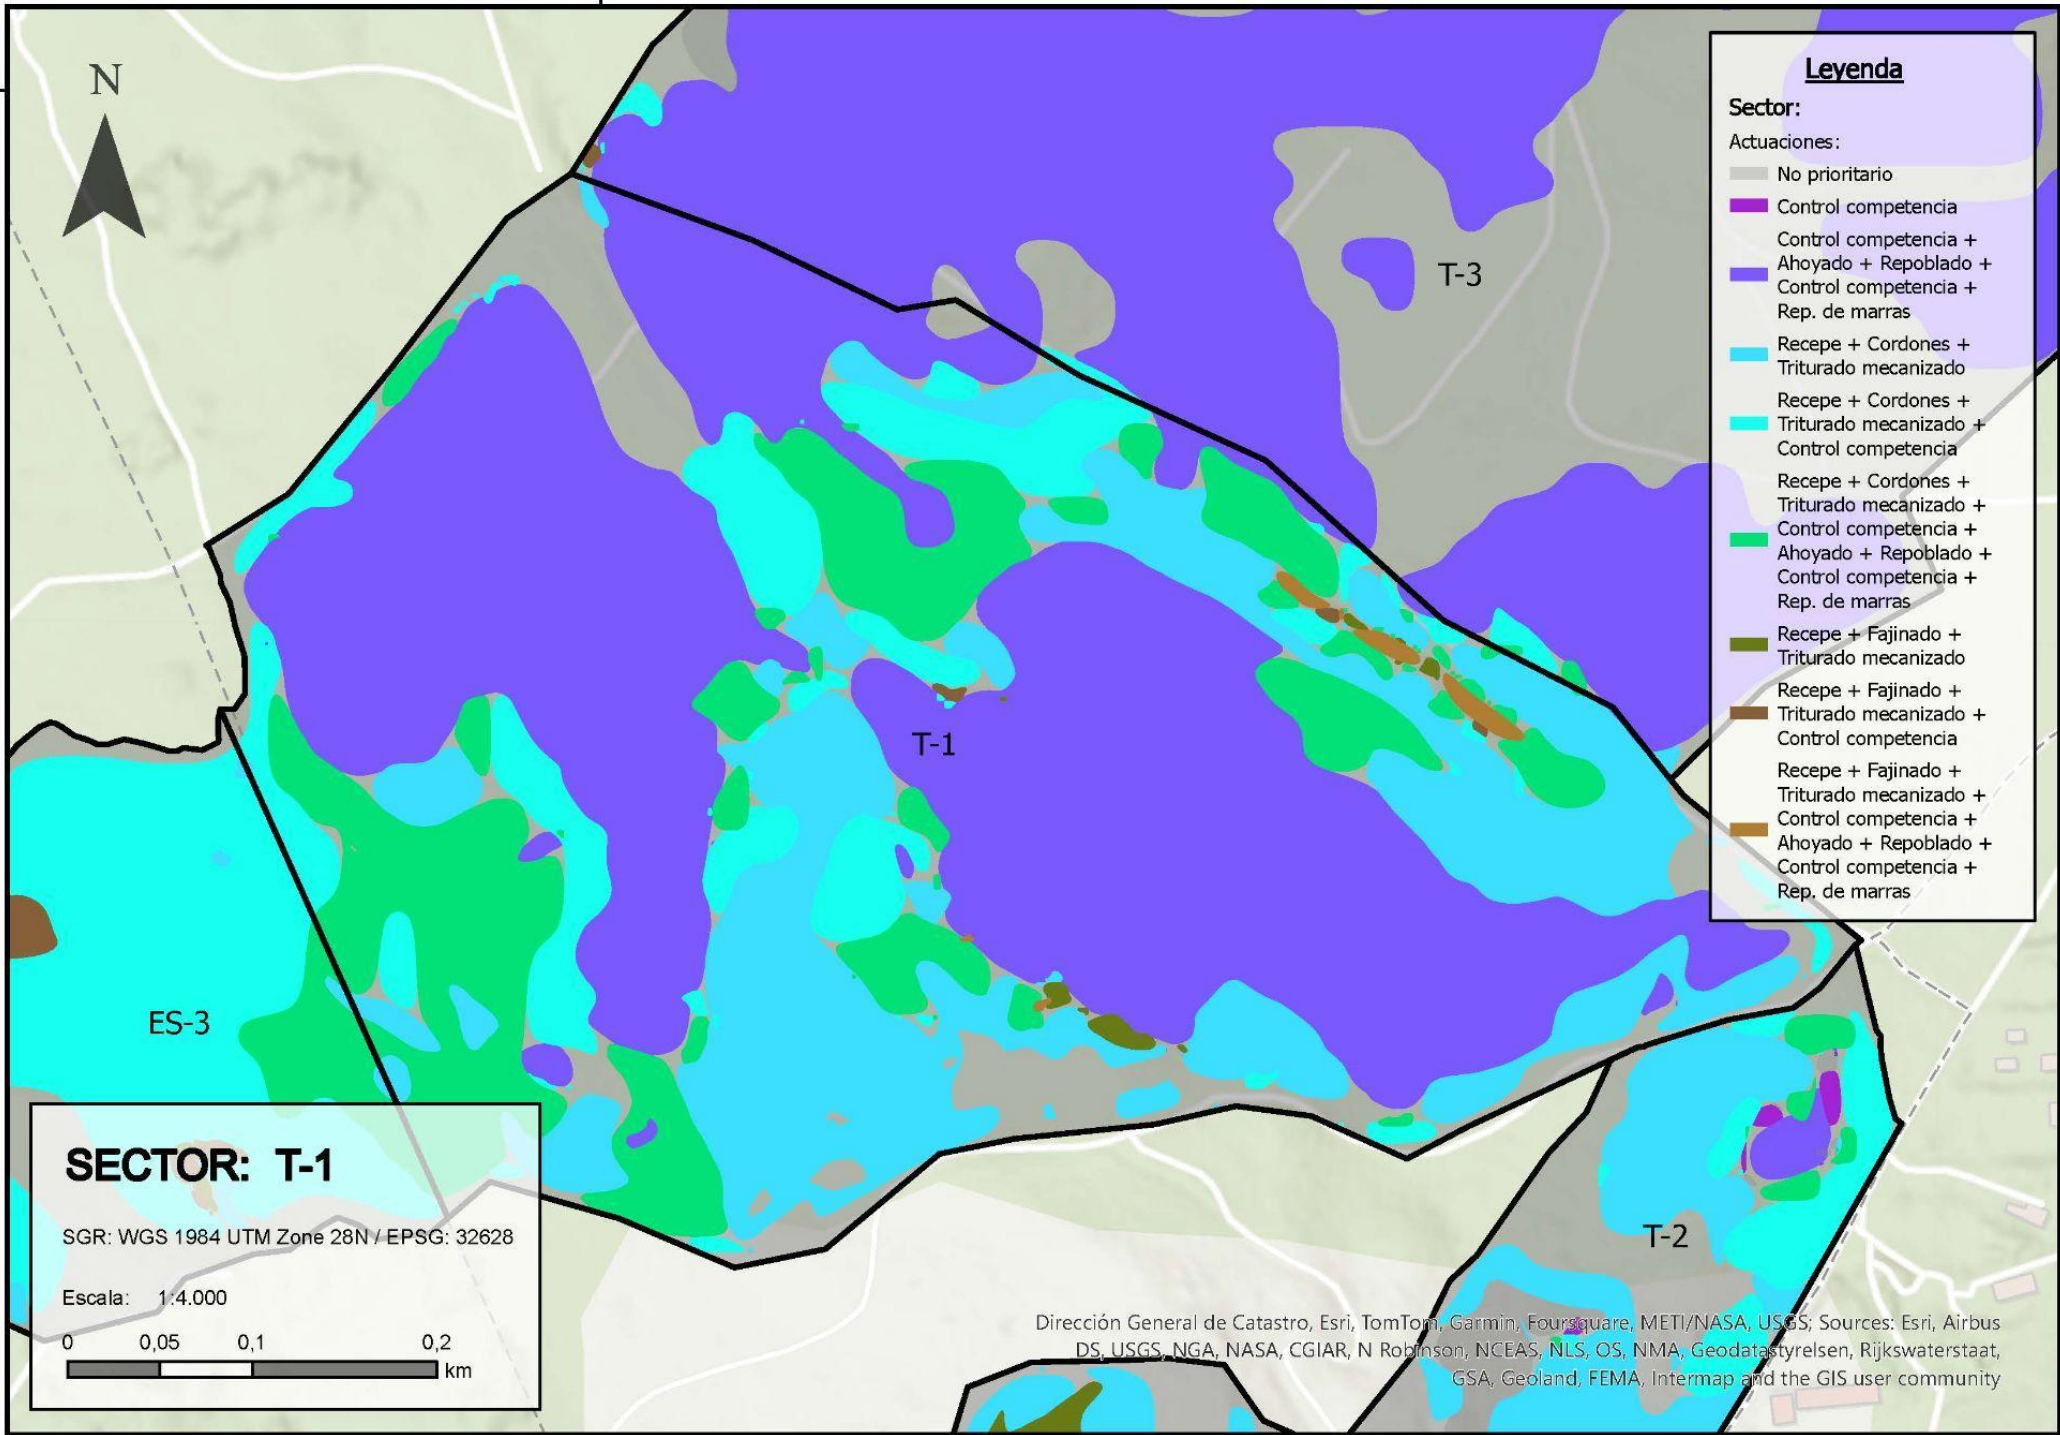 N
Leyenda
Sector:
Actuaciones:
No prioritario
Control competencia
Control competencia +
Ahoyado + Repoblado +
Control competencia +
Rep. de marras
Recepe + Cordones +
Triturado mecanizado
Recepe + Cordones +
Triturado mecanizado +
Control competencia
Recepe + Cordones +
Triturado mecanizado +
Control competencia +
Ahoyado + Repoblado +
Control competencia +
Rep. de marras
Recepe + Fajinado +
Triturado mecanizado
Recepe + Fajinado +
Triturado mecanizado +
Control competencia
Recepe + Fajinado +
Triturado mecanizado +
Control competencia +
Ahoyado + Repoblado +
Control competencia +
Rep. de marras
T-3
T-1
ES-3
T-2
SECTOR: T-1
SGR: WGS 1984 UTM Zone 28N / EPSG: 32628
Escala: 1:4.000
0 0,05 0,1 0,2
km
Dirección General de Catastro, Esri, TomTom, Garmin, Foursquare, METI/NASA, USGS; Sources: Esri, Airbus
DS, USGS, NGA, NASA, CGIAR, N Robinson, NCEAS, NLS, OS, NMA, Geodatastyrelsen, Rijkswaterstaat,
GSA, Geoland, FEMA, Intermap and the GIS user community